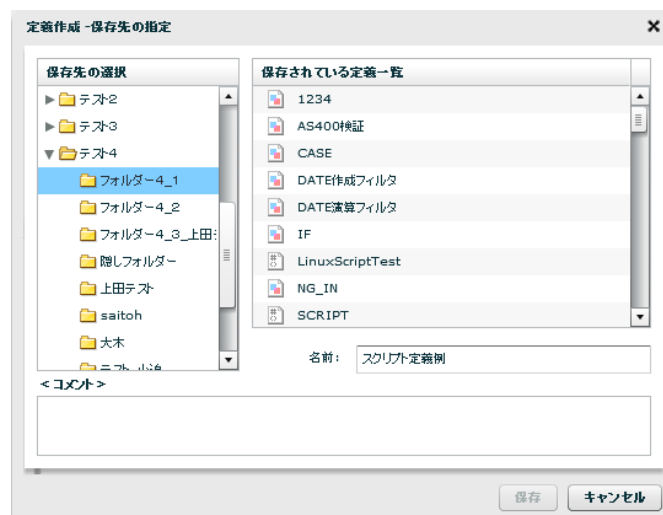 定義作成 -保存先の指定
保存先の選択
テスト2
テスト3
テスト4
フォルダー4_1
フォルダー4_2
フォルダー4_3_上田
隠しフォルダー
上田テスト
saitoh
大木
保存されている定義一覧
1234
AS400検証
CASE
DATE作成フィルタ
DATE演算フィルタ
IF
LinuxScriptTest
NG_IN
SCRIPT
名前: スクリプト定義例
<コメント>
保存 キャンセル